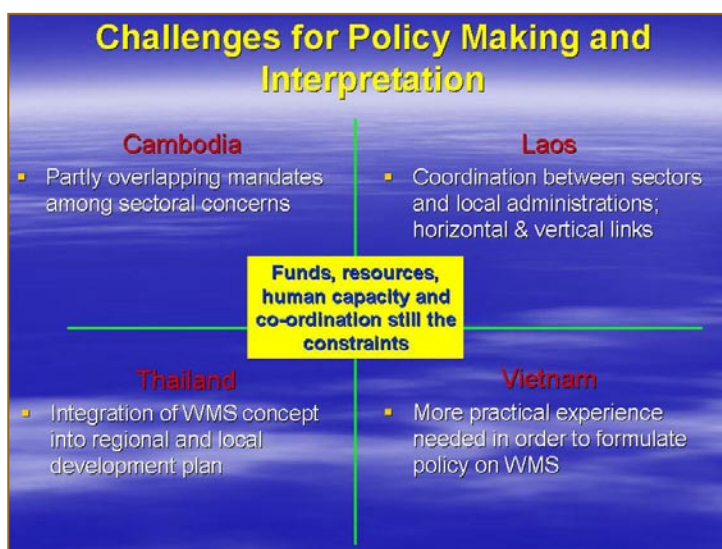 Challenges for Policy Making and
Interpretation
Cambodia
▪ Partly overlapping mandates
among sectoral concerns
Laos
▪ Coordination between sectors
and local administrations;
horizontal & vertical links
Funds, resources,
human capacity and
co-ordination still the
constraints
Thailand
▪ Integration of WMS concept
into regional and local
development plan
Vietnam
▪ More practical experience
needed in order to formulate
policy on WMS